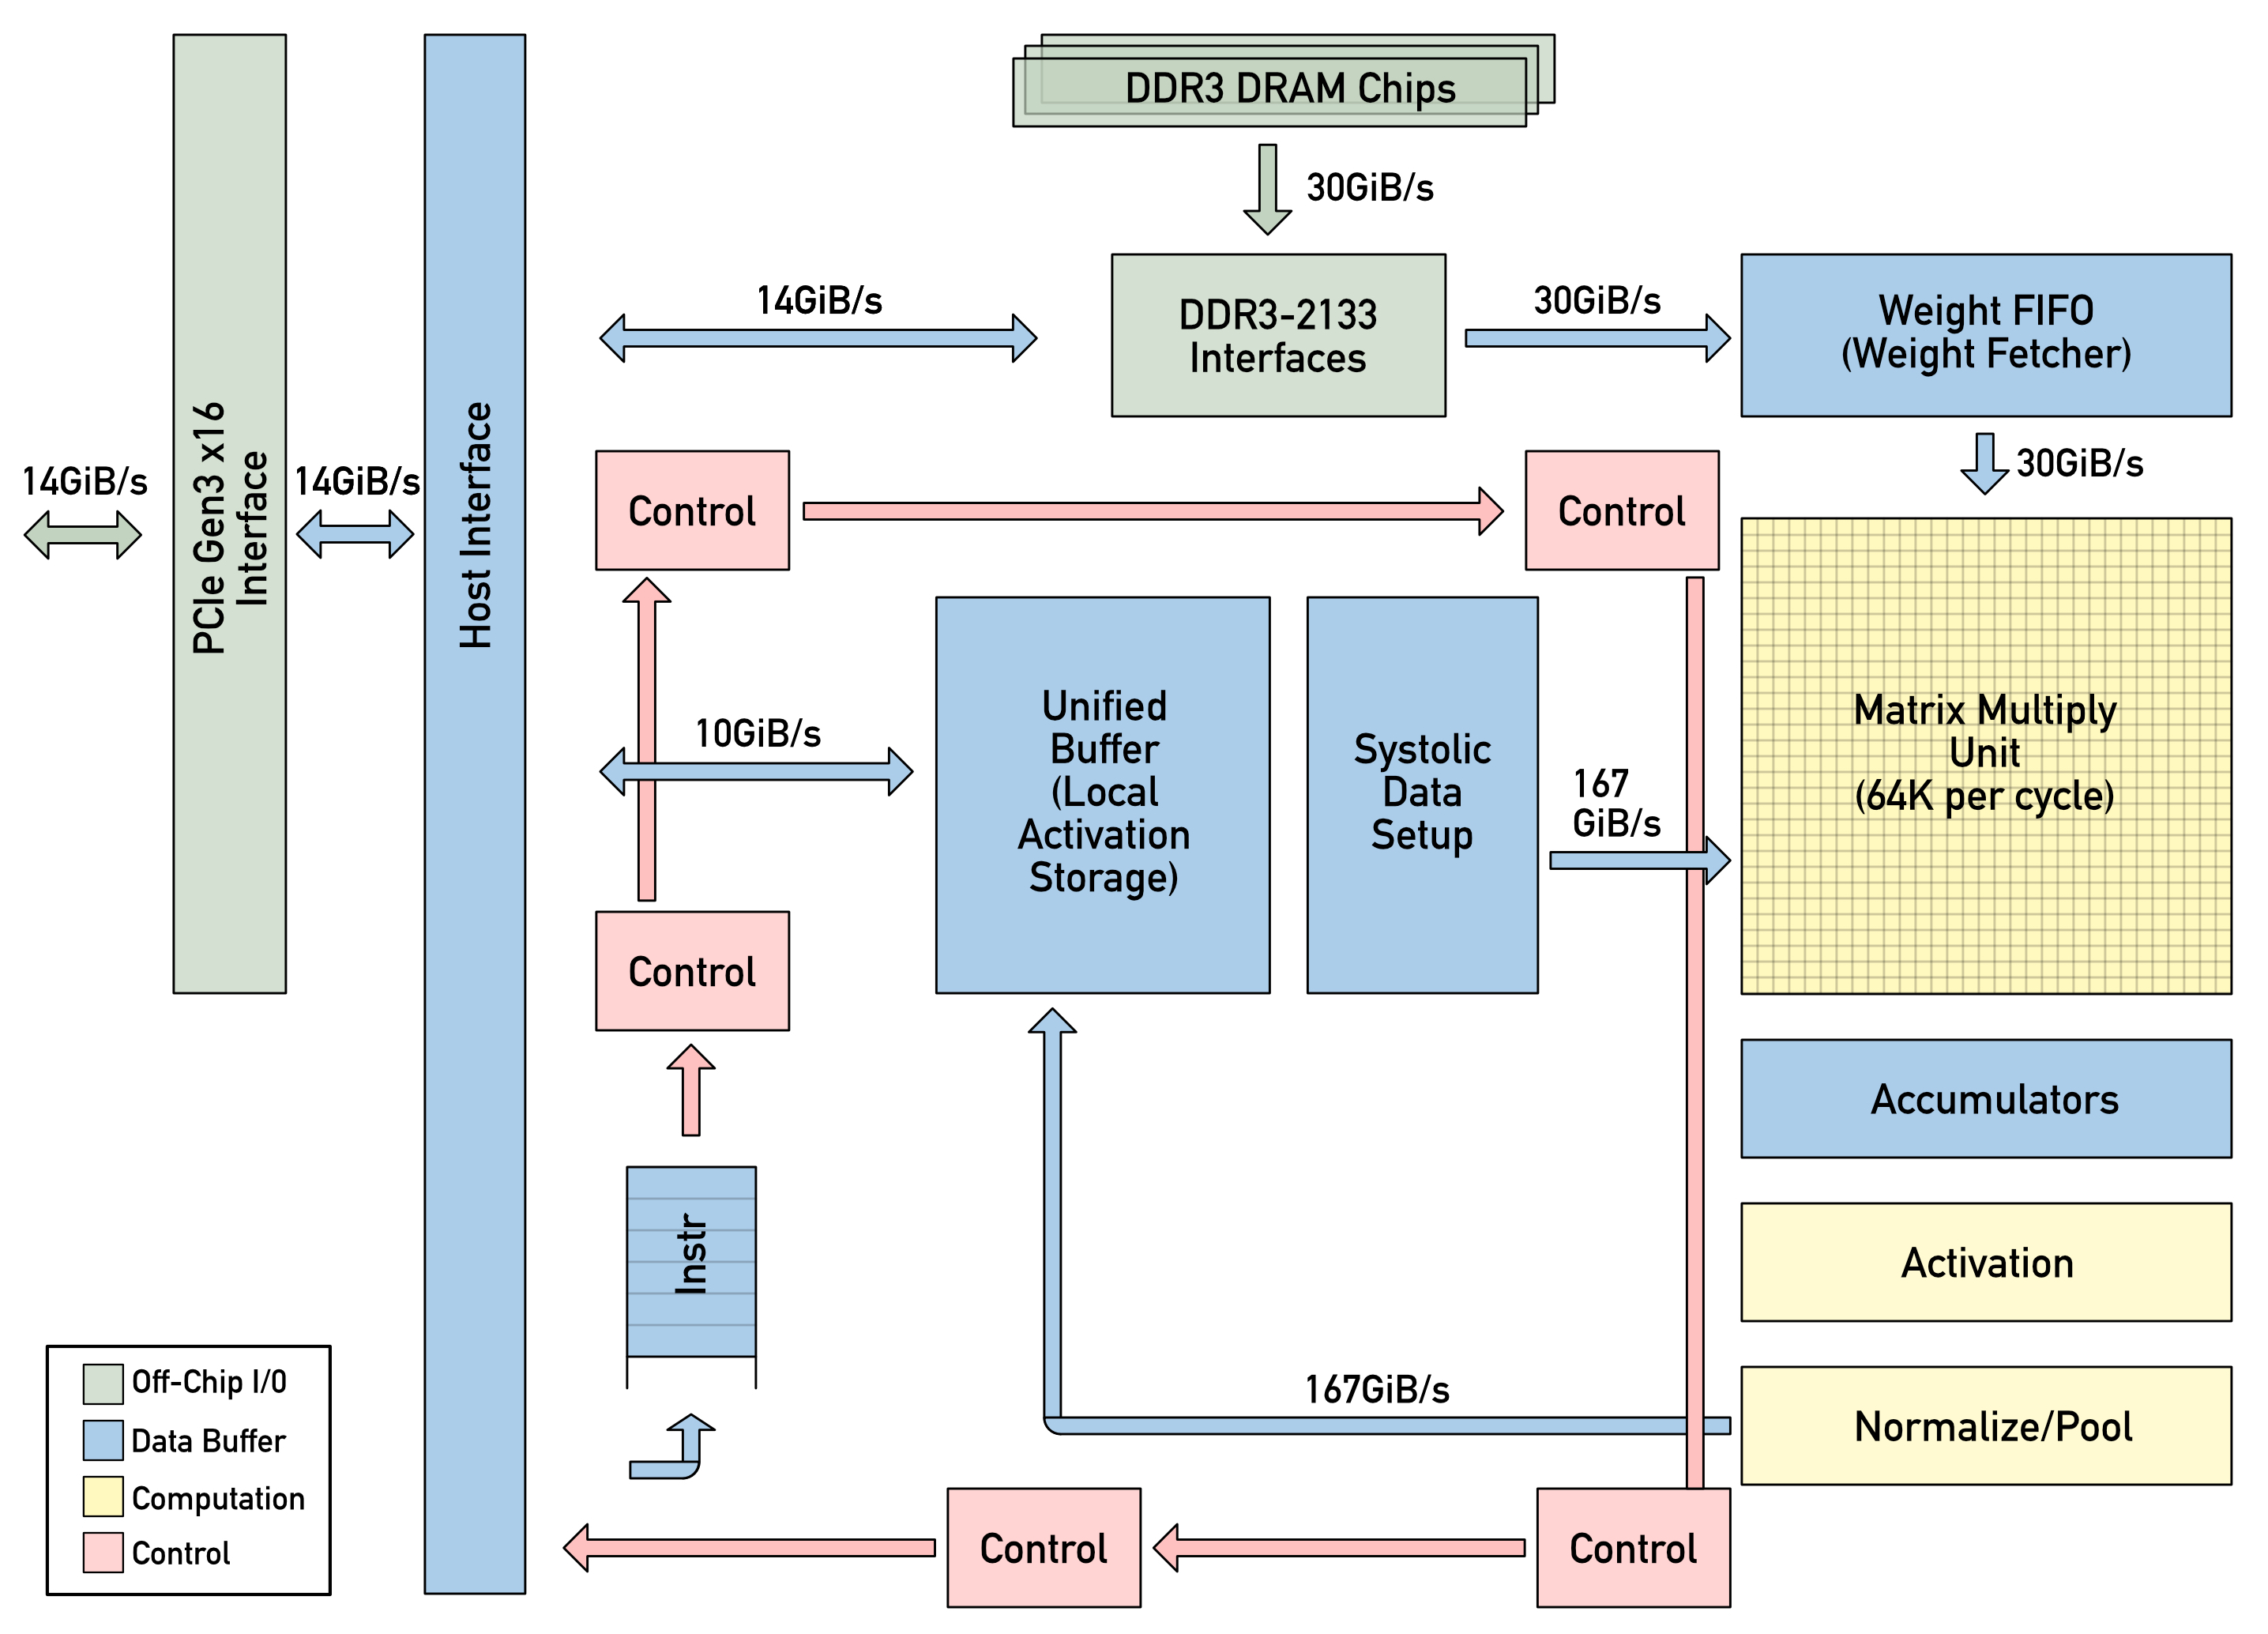 DDR3 DRAM Chips
30GiB/s
14GiB/s
DDR3-2133
Interfaces
30GiB/s
Weight FIFO
(Weight Fetcher)
30GiB/s
14GiB/s
PCIe Gen3 x16
Interface
14GiB/s
Host Interface
Control
Control
10GiB/s
Unified
Buffer
(Local
Activation
Storage)
Systolic
Data
Setup
167
GiB/s
Matrix Multiply
Unit
(64K per cycle)
Control
Accumulators
Instr
Activation
167GiB/s
Normalize/Pool
Control
Control
Off-Chip I/0
Data Buffer
Computation
Control